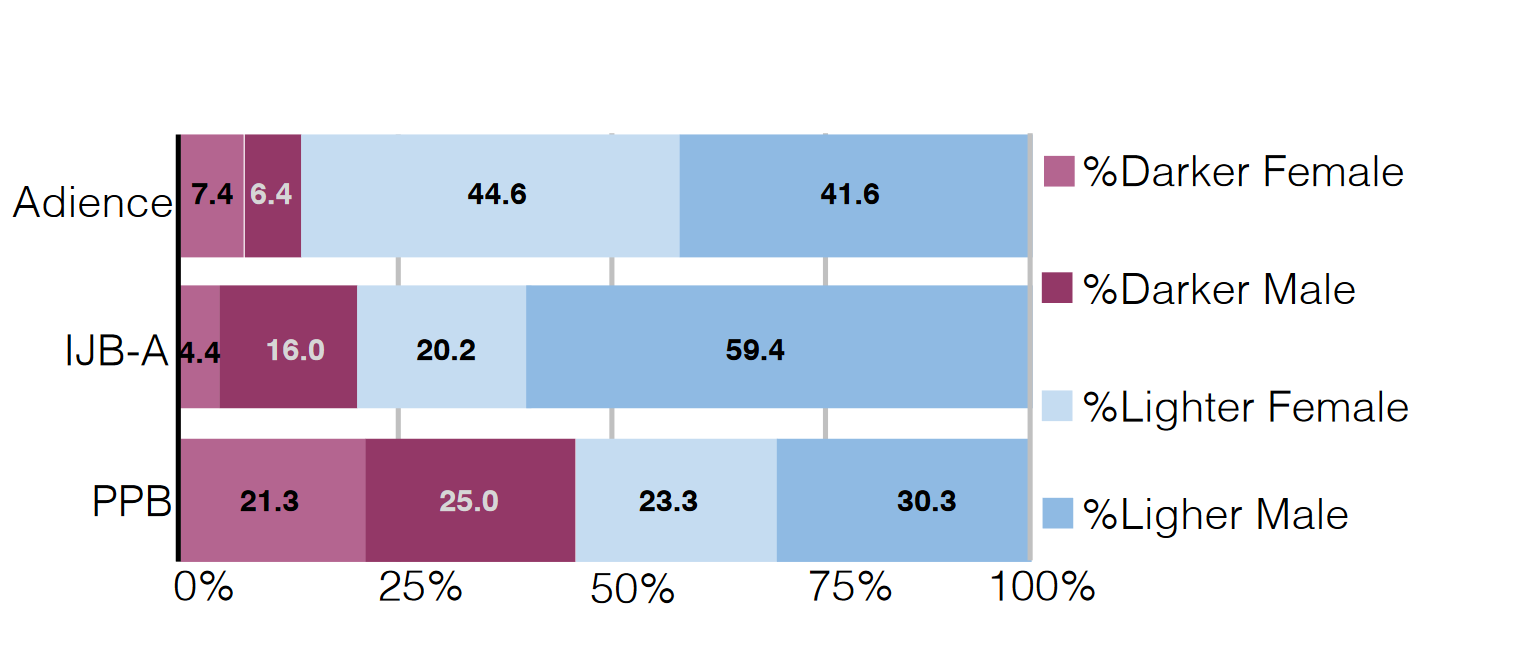 Adience 7.4 6.4 44.6 41.6
IJB-A 4.4 16.0 20.2 59.4
PPB 21.3 25.0 23.3 30.3
0% 25% 50% 75% 100%
%Darker Female
%Darker Male
%Lighter Female
%Ligher Male